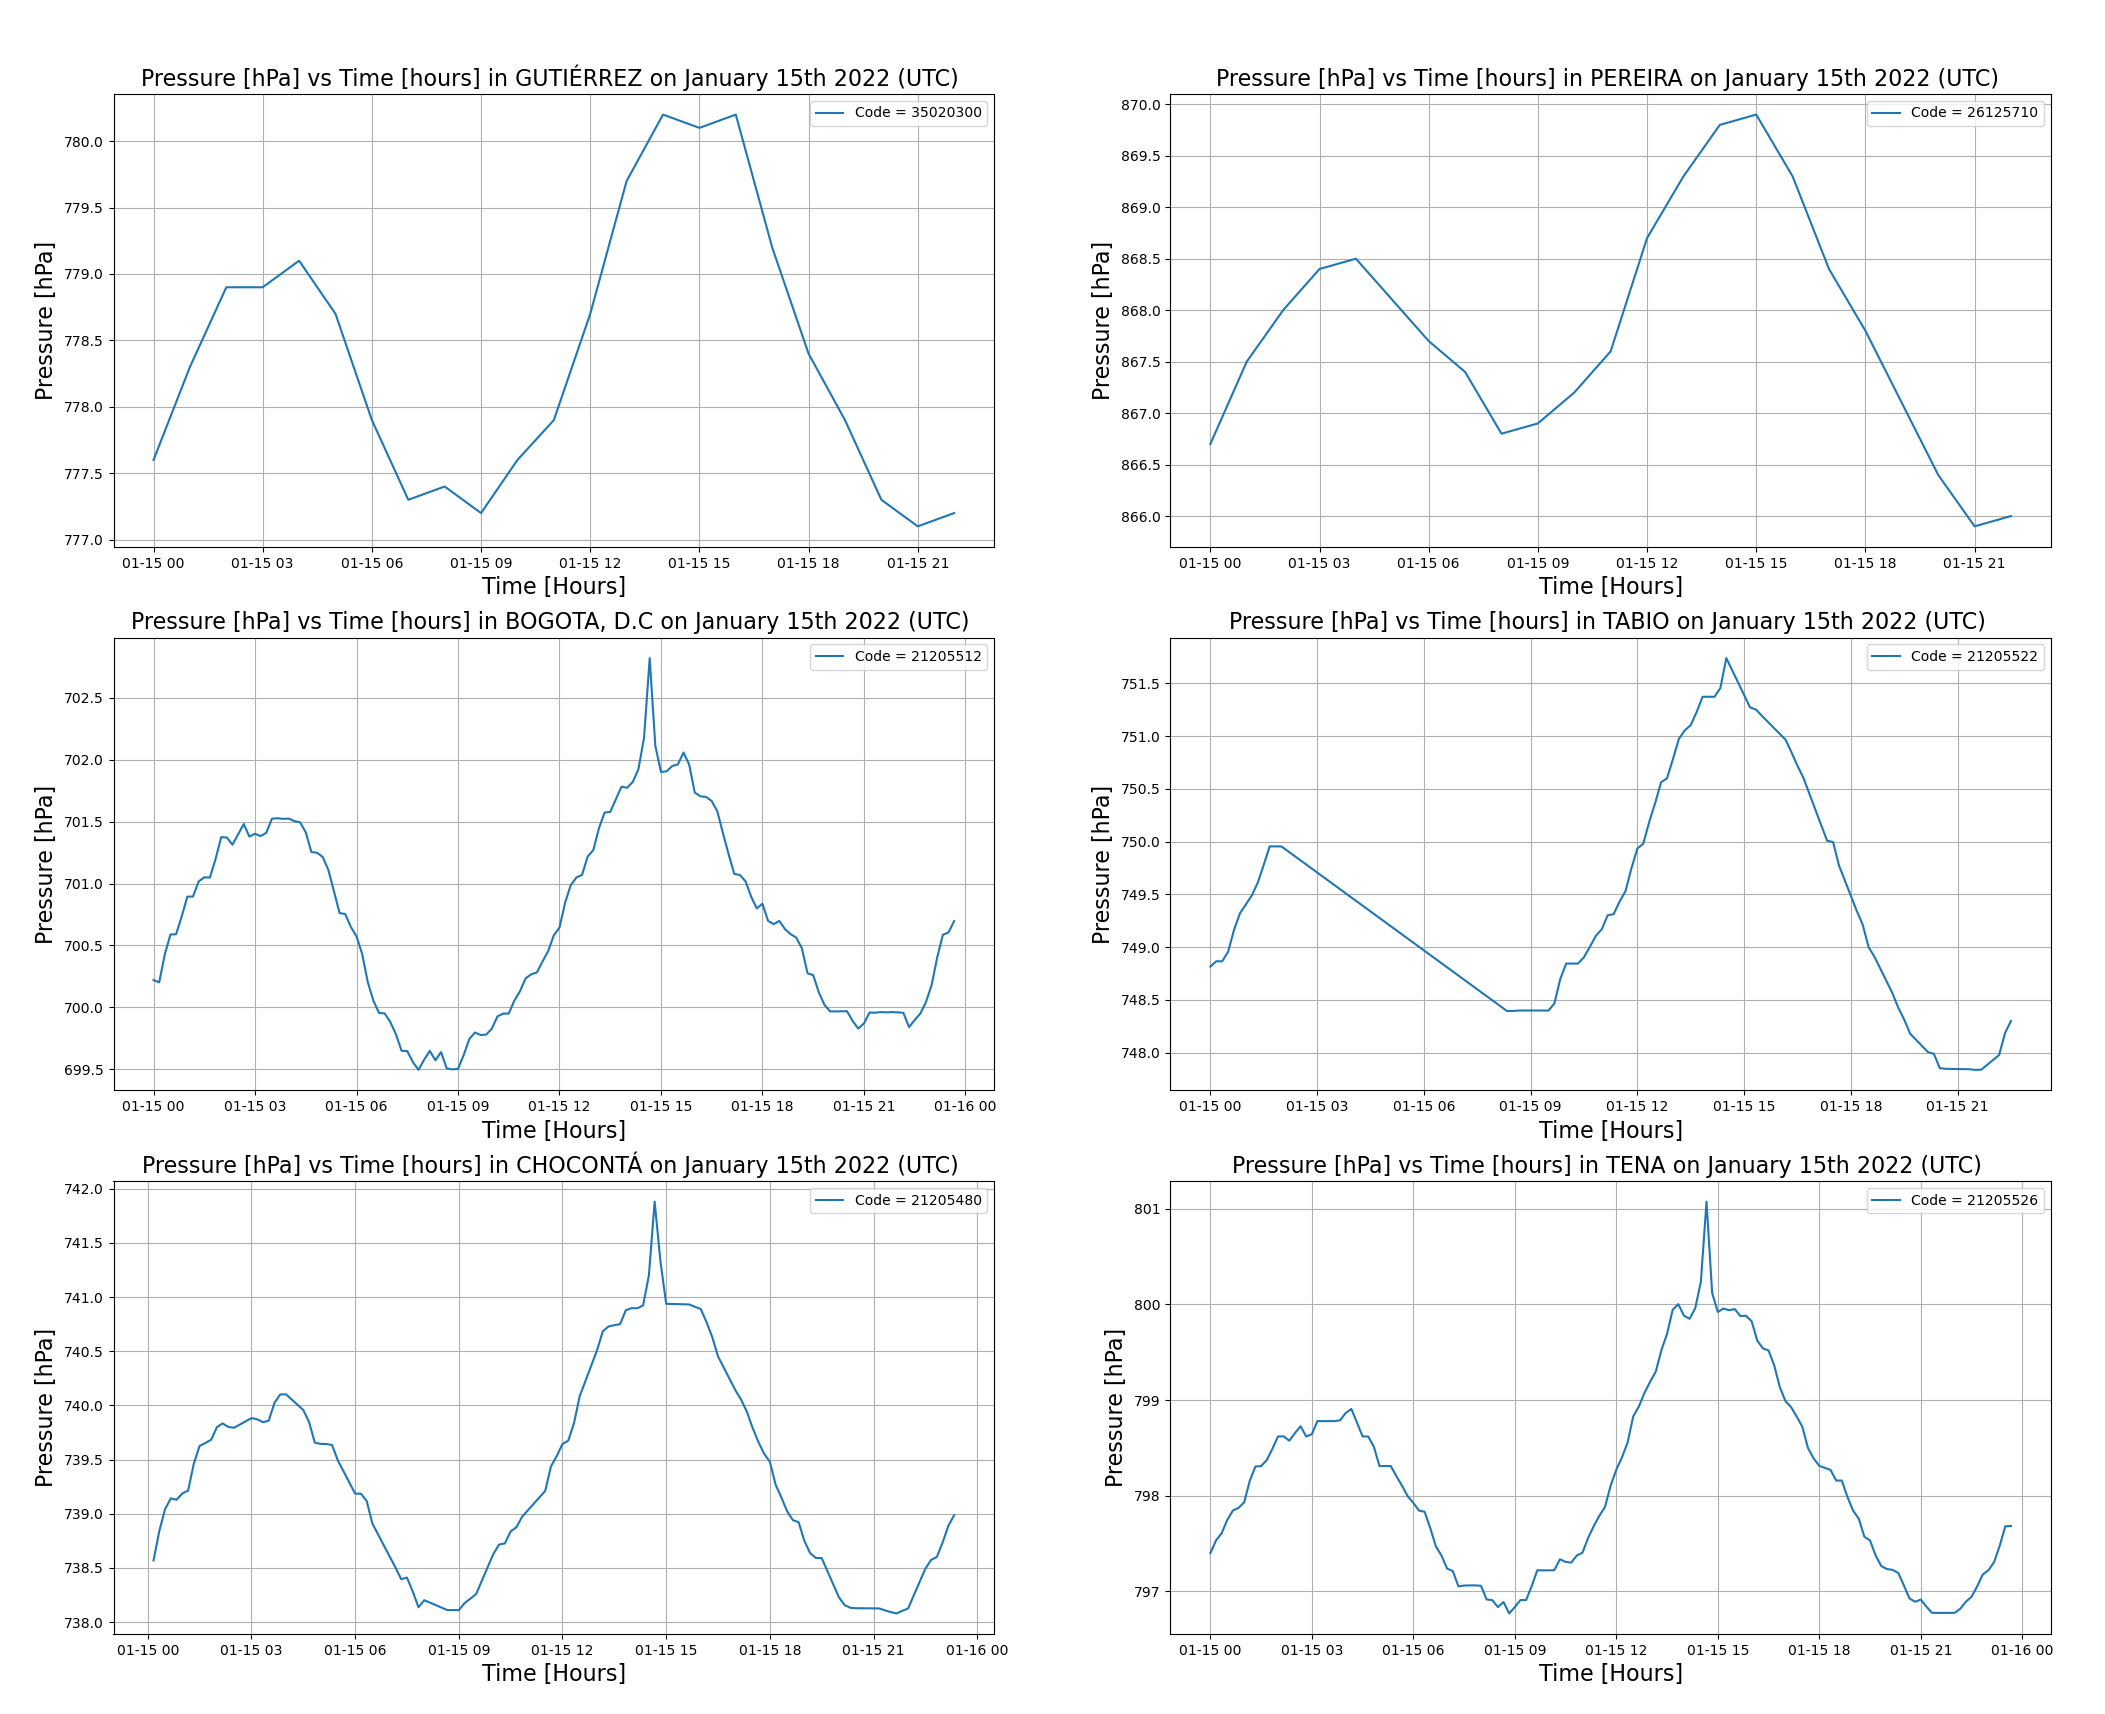 Pressure [hPa] vs Time [hours] in GUTIÉRREZ on January 15th 2022 (UTC)
Code = 35020300
Pressure [hPa]
780.0
779.5
779.0
778.5
778.0
777.5
777.0
01-15 00 01-15 03 01-15 06 01-15 09 01-15 12 01-15 15 01-15 18 01-15 21
Time [Hours]
Pressure [hPa] vs Time [hours] in PEREIRA on January 15th 2022 (UTC)
Code = 26125710
Pressure [hPa]
870.0
869.5
869.0
868.5
868.0
867.5
867.0
866.5
866.0
01-15 00 01-15 03 01-15 06 01-15 09 01-15 12 01-15 15 01-15 18 01-15 21
Time [Hours]
Pressure [hPa] vs Time [hours] in BOGOTA, D.C on January 15th 2022 (UTC)
Code = 21205512
Pressure [hPa]
702.5
702.0
701.5
701.0
700.5
700.0
699.5
01-15 00 01-15 03 01-15 06 01-15 09 01-15 12 01-15 15 01-15 18 01-15 21 01-16 00
Time [Hours]
Pressure [hPa] vs Time [hours] in TABIO on January 15th 2022 (UTC)
Code = 21205522
Pressure [hPa]
751.5
751.0
750.5
750.0
749.5
749.0
748.5
748.0
01-15 00 01-15 03 01-15 06 01-15 09 01-15 12 01-15 15 01-15 18 01-15 21
Time [Hours]
Pressure [hPa] vs Time [hours] in CHOCONTÁ on January 15th 2022 (UTC)
Code = 21205480
Pressure [hPa]
742.0
741.5
741.0
740.5
740.0
739.5
739.0
738.5
738.0
01-15 00 01-15 03 01-15 06 01-15 09 01-15 12 01-15 15 01-15 18 01-15 21 01-16 00
Time [Hours]
Pressure [hPa] vs Time [hours] in TENA on January 15th 2022 (UTC)
Code = 21205526
Pressure [hPa]
801
800
799
798
797
01-15 00 01-15 03 01-15 06 01-15 09 01-15 12 01-15 15 01-15 18 01-15 21 01-16 00
Time [Hours]